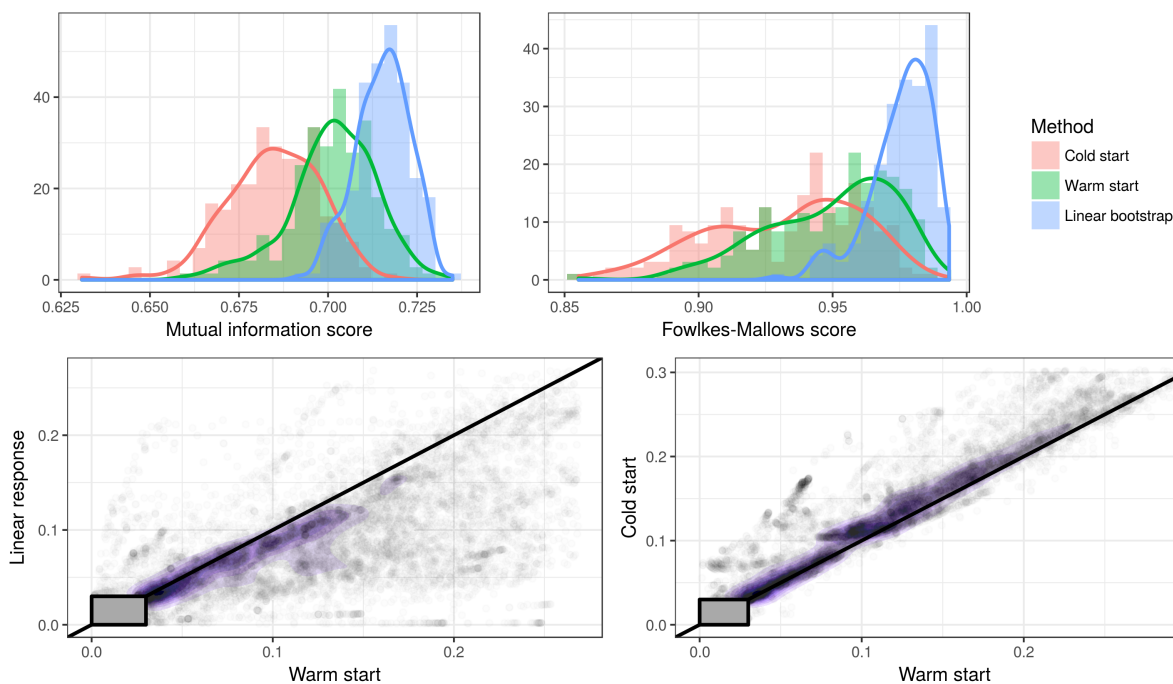 40
20
0
0.625 0.650 0.675 0.700 0.725
Mutual information score
40
30
20
10
0
0.85 0.90 0.95 1.00
Fowlkes-Mallows score
Method
Cold start
Warm start
Linear bootstrap
Linear response
0.2
0.1
0.0
0.0 0.1 0.2
Warm start
Cold start
0.3
0.2
0.1
0.0
0.0 0.1 0.2
Warm start